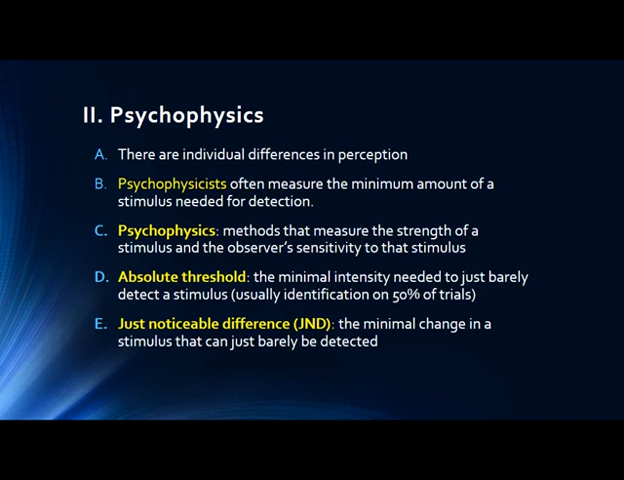 II. Psychophysics
A. There are individual differences in perception
B. Psychophysicists often measure the minimum amount of a
stimulus needed for detection.
C. Psychophysics: methods that measure the strength of a
stimulus and the observer's sensitivity to that stimulus
D. Absolute threshold: the minimal intensity needed to just barely
detect a stimulus (usually identification on 50% of trials)
E. Just noticeable difference (JND): the minimal change in a
stimulus that can just barely be detected